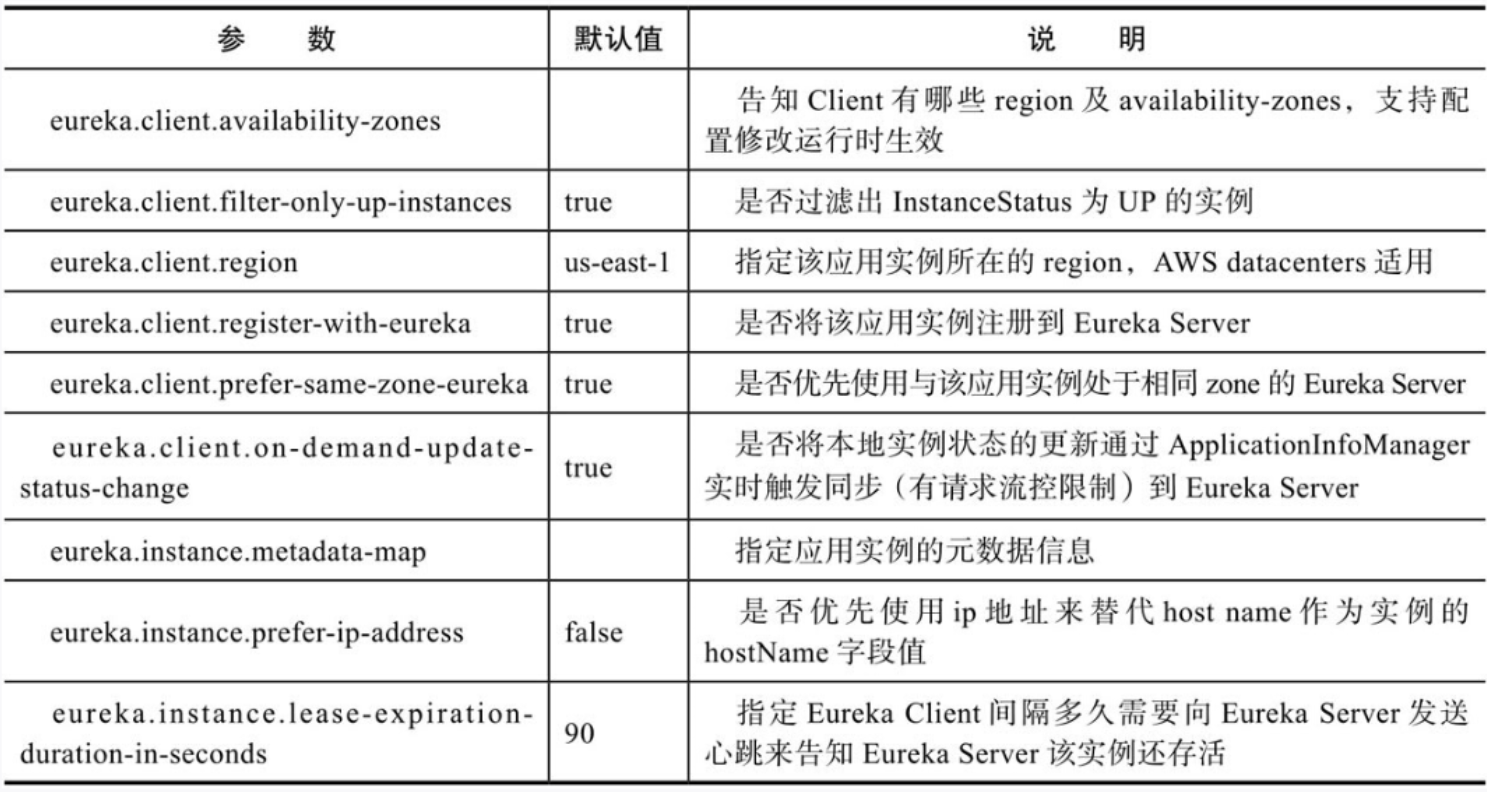 参 数 默认值 说 明
eureka.client.availability-zones 告知 Client 有哪些 region 及 availability-zones，支持配
置修改运行时生效
eureka.client.filter-only-up-instances true 是否过滤出 InstanceStatus 为 UP 的实例
eureka.client.region us-east-1 指定该应用实例所在的 region，AWS datacenters 适用
eureka.client.register-with-eureka true 是否将该应用实例注册到 Eureka Server
eureka.client.prefer-same-zone-eureka true 是否优先使用与该应用实例处于相同 zone 的 Eureka Server
eureka.client.on-demand-update-
status-change
true
是否将本地实例状态的更新通过 ApplicationInfoManager
实时触发同步（有请求流控限制）到 Eureka Server
eureka.instance.metadata-map 指定应用实例的元数据信息
eureka.instance.prefer-ip-address false 是否优先使用 ip 地址来替代 host name 作为实例的
hostName 字段值
eureka.instance.lease-expiration-
duration-in-seconds
90
指定 Eureka Client 间隔多久需要向 Eureka Server 发送
心跳来告知 Eureka Server 该实例还存活